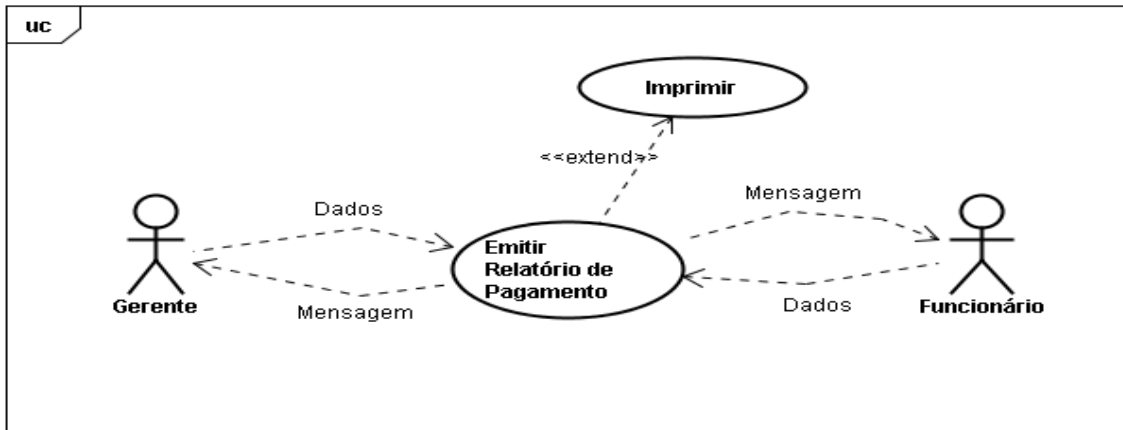 uc
Imprimir
<<extend>>
Mensagem
Dados
Emitir
Relatório de
Pagamento
Gerente
Mensagem
Dados
Funcionário